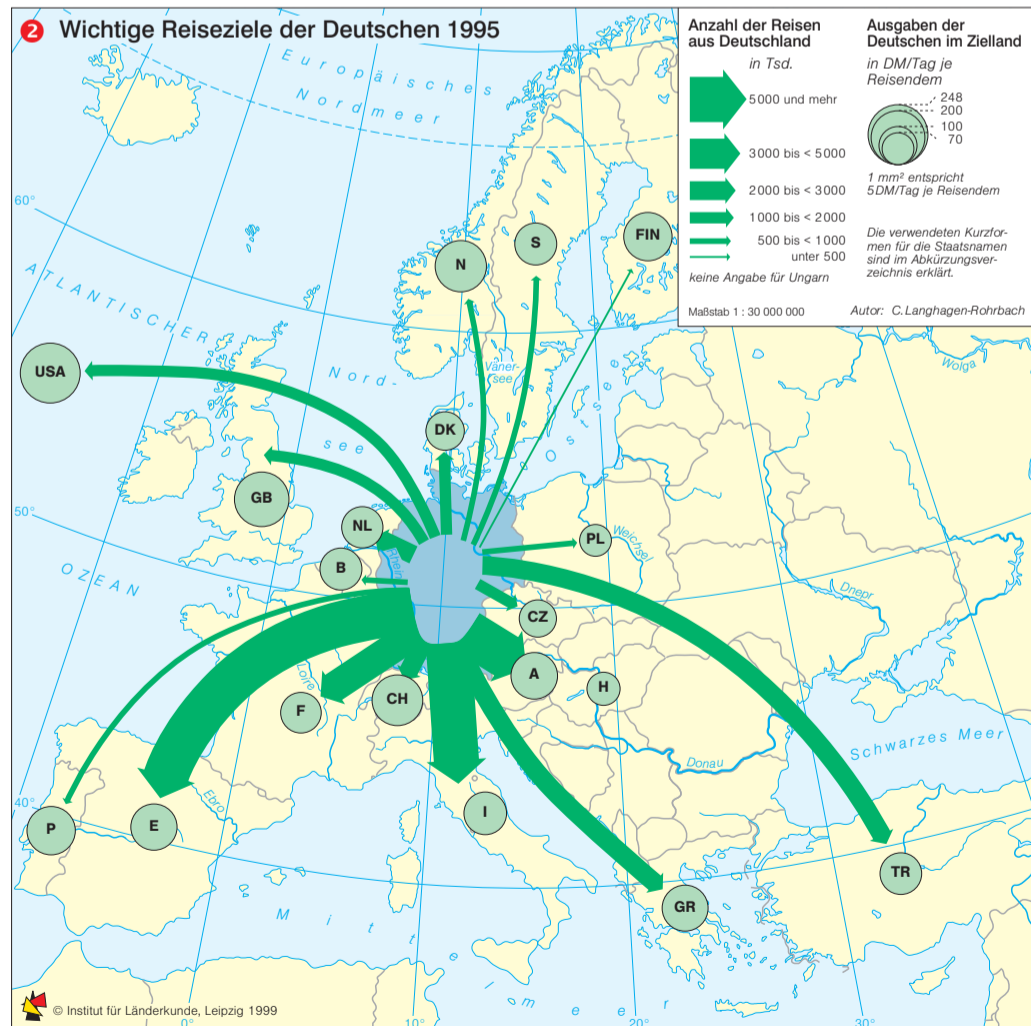 2 Wichtige Reiseziele der Deutschen 1995
Anzahl der Reisen
aus Deutschland
in Tsd.
5000 und mehr
3000 bis < 5000
2000 bis < 3000
1000 bis < 2000
500 bis < 1000
unter 500
keine Angabe für Ungarn
Maßstab 1 : 30 000 000
Ausgaben der
Deutschen im Zielland
in DM/Tag je
Reisendem
248
200
100
70
1 mm² entspricht
5 DM/Tag je Reisendem
Die verwendeten Kurzfor-
men für die Staatsnamen
sind im Abkürzungsver-
zeichnis erklärt.
Autor: C. Langhagen-Rohrbach
Europäisches
Nordmeer
60°
ATLANTISCHER
OZEAN
N
S
FIN
USA
Nord-
see
Väner-
see
Ostsee
Wolga
DK
GB
50°
NL
B
Rhein
PL
Weichsel
Dnepr
CZ
A
H
CH
F
Loire
Donau
Schwarzes Meer
40°
P
E
Ebro
I
TR
GR
Mittelmeer
© Institut für Länderkunde, Leipzig 1999
0°
10°
20°
30°